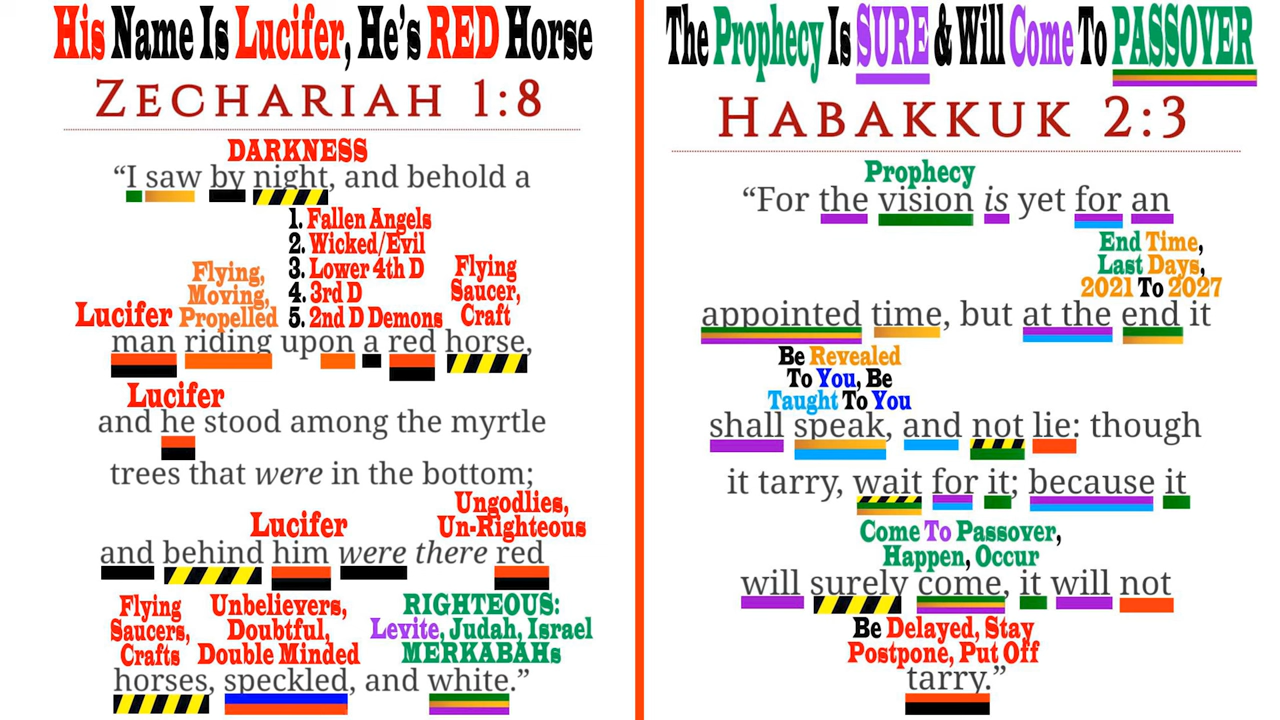 His Name Is Lucifer, He's RED Horse
ZECHARIAH 1:8
DARKNESS
“I saw by night, and behold a
1. Fallen Angels
2. Wicked/Evil
3. Lower 4th D
4. 3rd D
5. 2nd D Demons
Flying,
Moving,
Propelled
Flying
Saucer,
Craft
Lucifer
man riding upon a red horse,
Lucifer
and he stood among the myrtle
trees that were in the bottom;
Lucifer
Ungodlies,
Un-Righteous
and behind him were there red
Flying
Saucers,
Crafts
Unbelievers,
Doubtful,
Double Minded
RIGHTEOUS:
Levite, Judah, Israel
MERKABAHs
horses, speckled, and white.”
The Prophecy Is SURE & Will Come To PASSOVER
HABAKKUK 2:3
Prophecy
“For the vision is yet for an
End Time,
Last Days,
2021 To 2027
appointed time, but at the end it
Be Revealed
To You, Be
Taught To You
shall speak, and not lie: though
it tarry, wait for it; because it
Come To Passover,
Happen, Occur
will surely come, it will not
Be Delayed, Stay
Postpone, Put Off
tarry.”